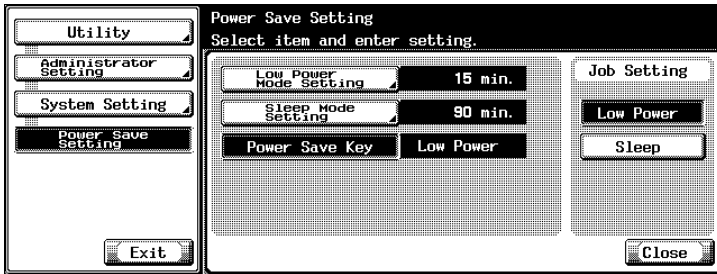 Utility
Administrator
Setting
System Setting
Power Save
Setting
Exit
Power Save Setting
Select item and enter setting.
Low Power
Mode Setting
15 min.
Sleep Mode
Setting
90 min.
Power Save Key
Low Power
Job Setting
Low Power
Sleep
Close